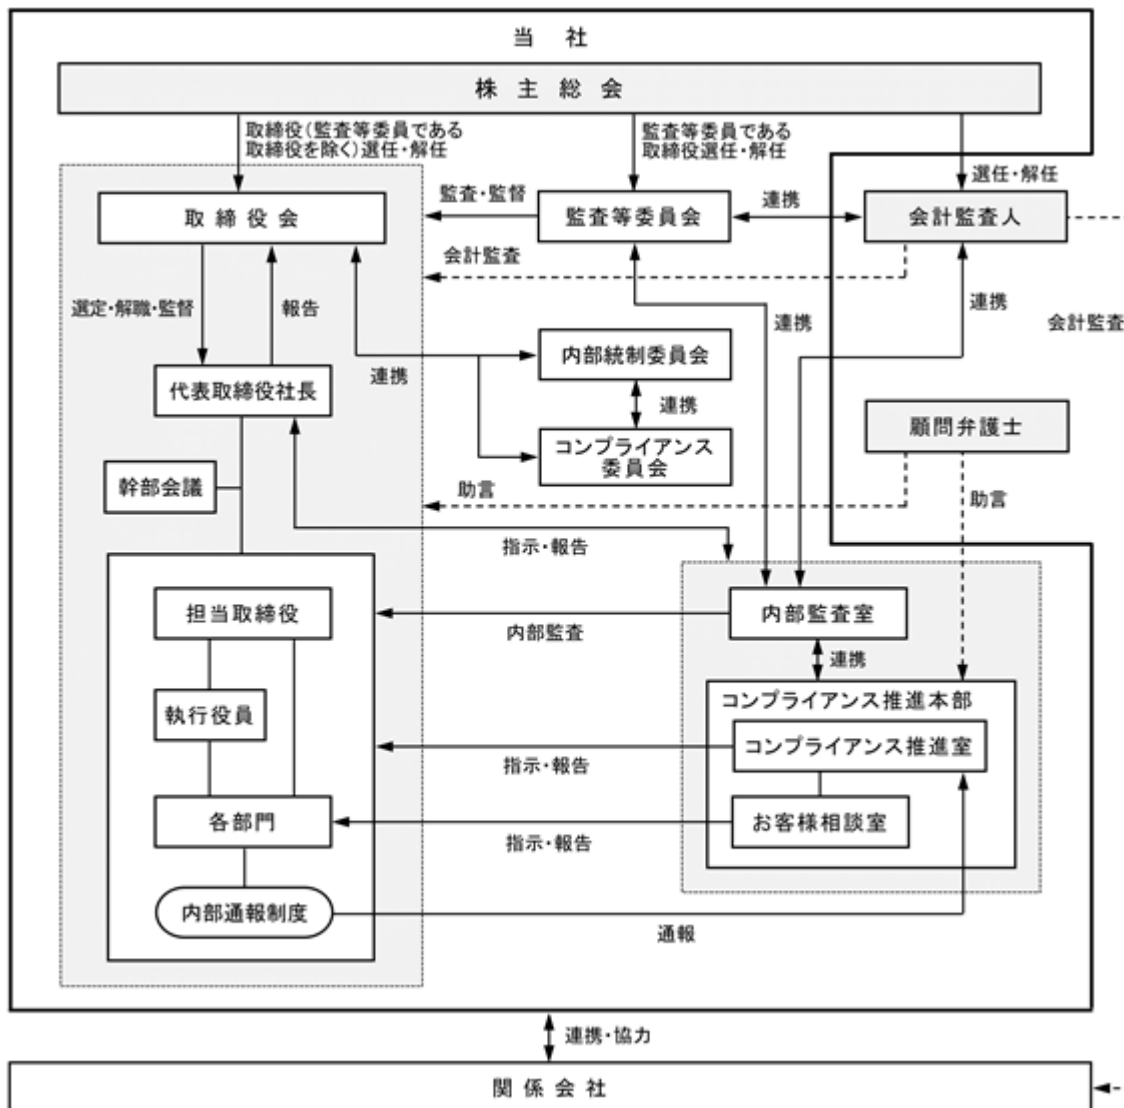 当 社
株 主 総 会
取締役（監査等委員である
取締役を除く）選任・解任
監査等委員である
取締役選任・解任
選任・解任
取 締 役 会
監査・監督
監査等委員会
連携
会計監査人
会計監査
選定・解職・監督
報告
連携
連携
会計監査
内部統制委員会
代表取締役社長
連携
連携
コンプライアンス
委員会
顧問弁護士
幹部会議
助言
助言
指示・報告
担当取締役
内部監査室
内部監査
連携
コンプライアンス推進本部
執行役員
コンプライアンス推進室
指示・報告
各部門
お客様相談室
指示・報告
内部通報制度
通報
連携・協力
関 係 会 社